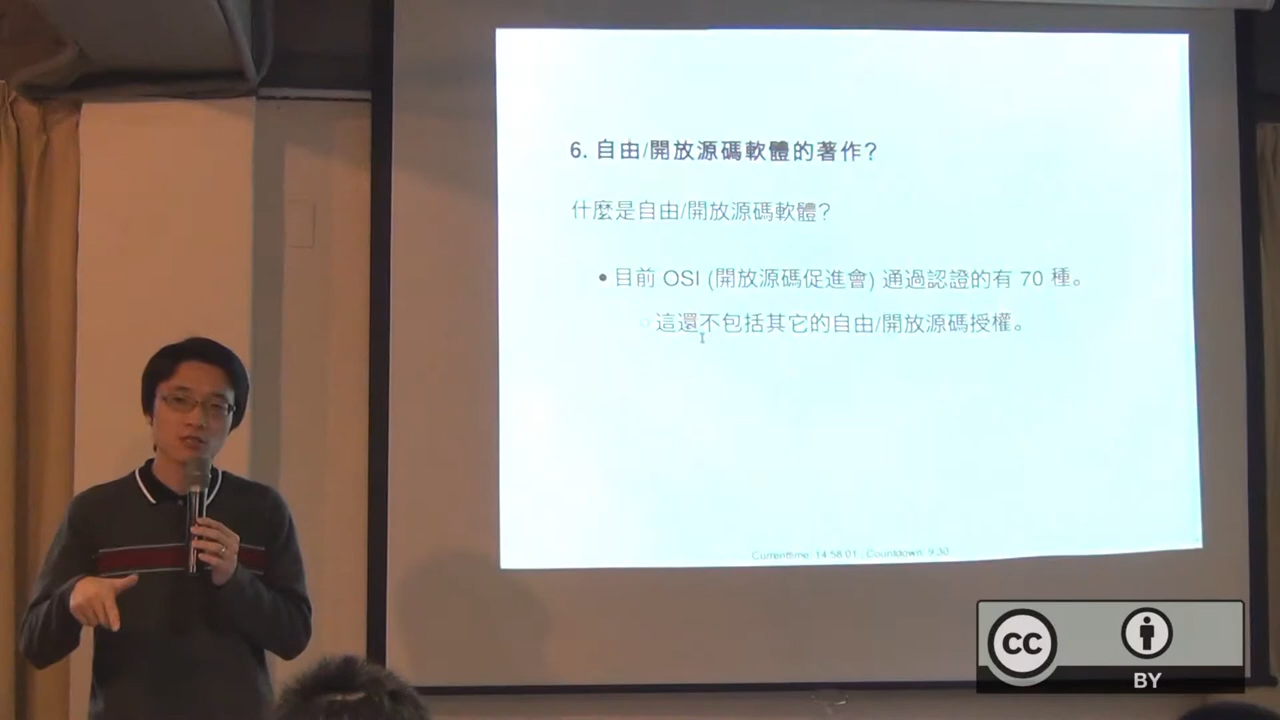 6. 自由/開放源碼軟體的著作?
什麼是自由/開放源碼軟體?
•目前 OSI (開放源碼促進會) 通過認證的有 70 種。
○這還不包括其它的自由/開放源碼授權。
Currenttime: 14:58:01 , Countdown: 9:30
CC
BY